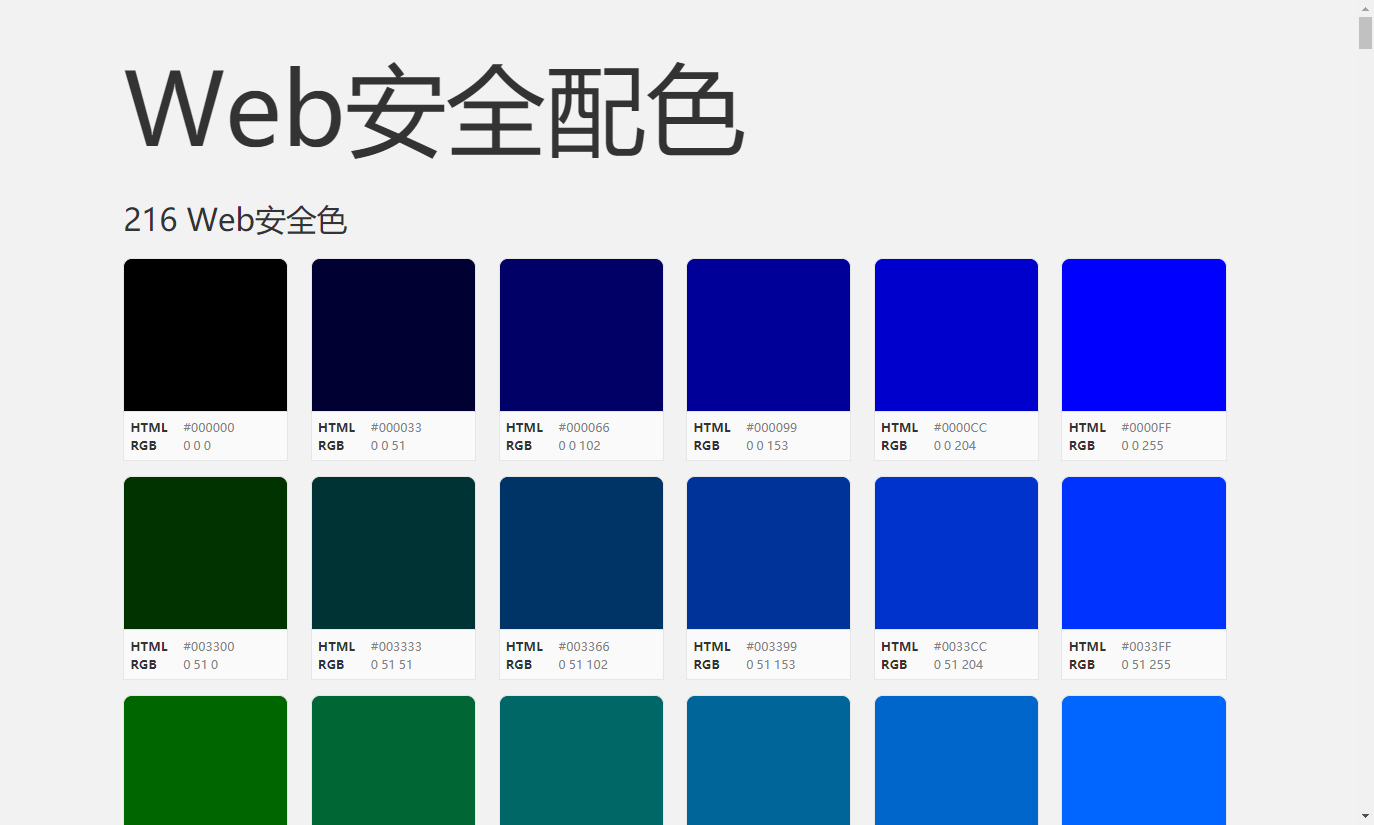 Web安全配色
216 Web安全色
HTML #000000
RGB 0 0 0
HTML #000033
RGB 0 0 51
HTML #000066
RGB 0 0 102
HTML #000099
RGB 0 0 153
HTML #0000CC
RGB 0 0 204
HTML #0000FF
RGB 0 0 255
HTML #003300
RGB 0 51 0
HTML #003333
RGB 0 51 51
HTML #003366
RGB 0 51 102
HTML #003399
RGB 0 51 153
HTML #0033CC
RGB 0 51 204
HTML #0033FF
RGB 0 51 255